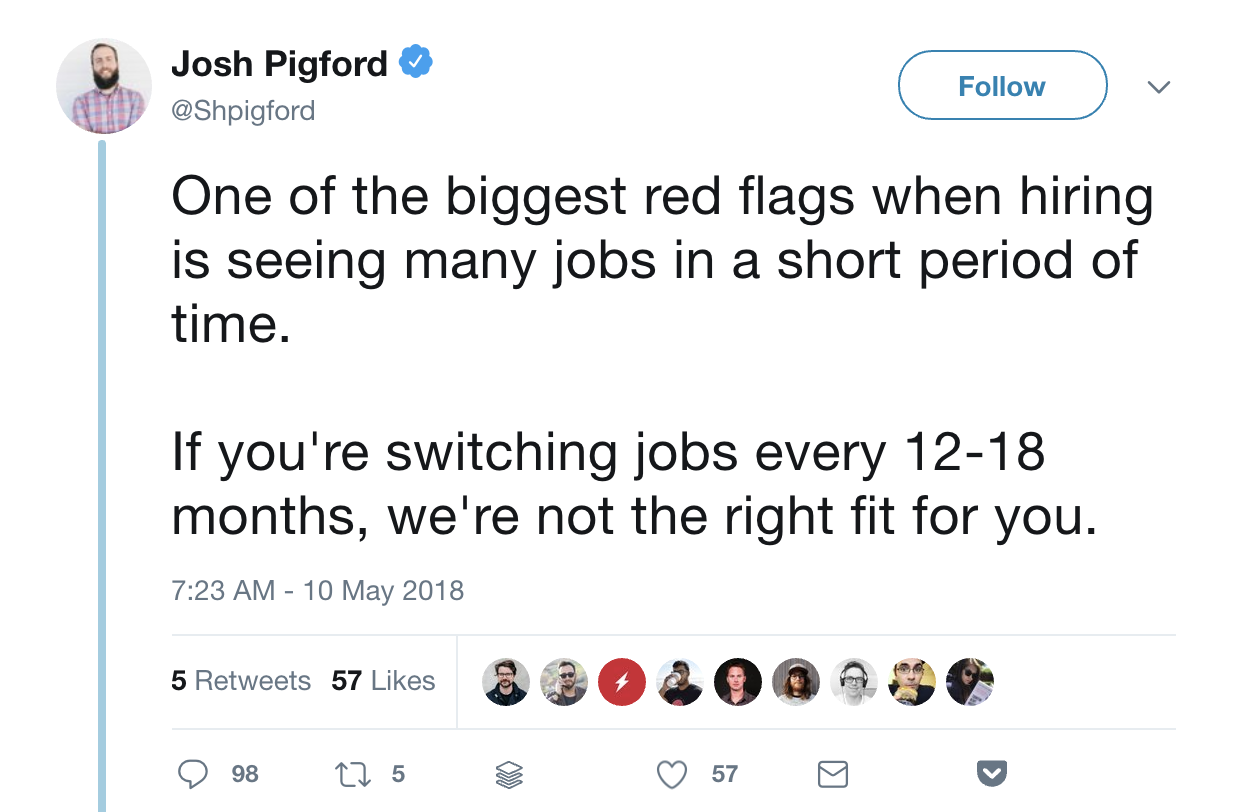 Josh Pigford
@Shpigford
Follow
One of the biggest red flags when hiring
is seeing many jobs in a short period of
time.
If you're switching jobs every 12-18
months, we're not the right fit for you.
7:23 AM - 10 May 2018
5 Retweets 57 Likes
98 5 57